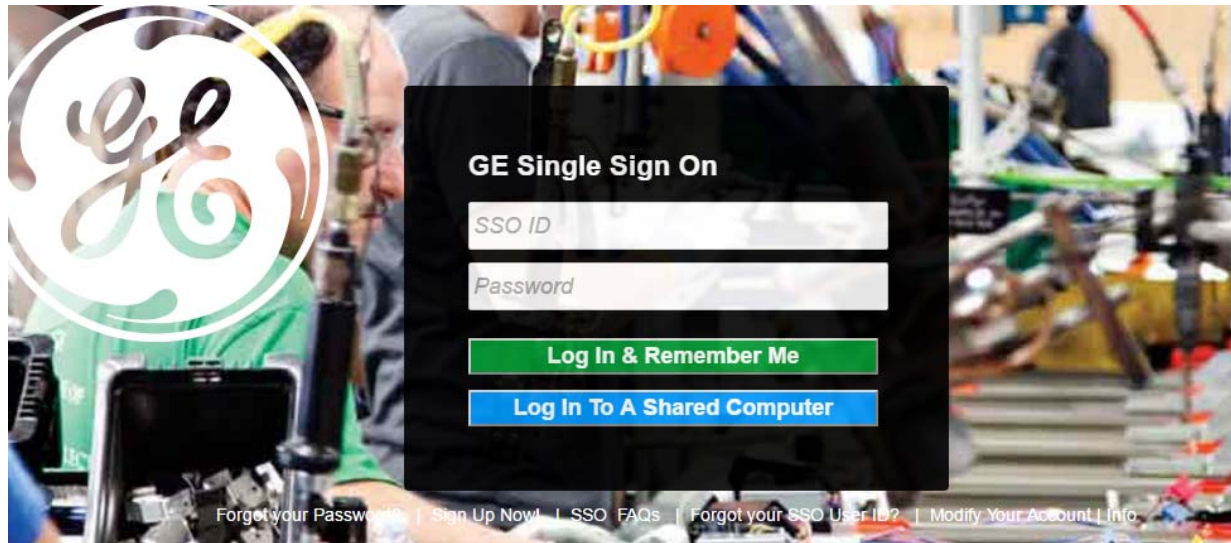 GE
GE Single Sign On
SSO ID
Password
Log In & Remember Me
Log In To A Shared Computer
Forgot your Password? | Sign Up Now! | SSO FAQs | Forgot your SSO User ID? | Modify Your Account | Info